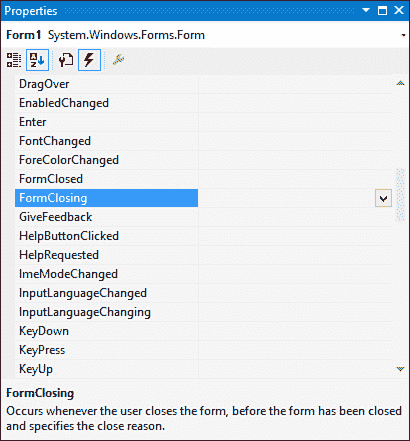 Properties
Form1 System.Windows.Forms.Form
DragOver
EnabledChanged
Enter
FontChanged
ForeColorChanged
FormClosed
FormClosing
GiveFeedback
HelpButtonClicked
HelpRequested
ImeModeChanged
InputLanguageChanged
InputLanguageChanging
KeyDown
KeyPress
KeyUp
FormClosing
Occurs whenever the user closes the form, before the form has been closed
and specifies the close reason.